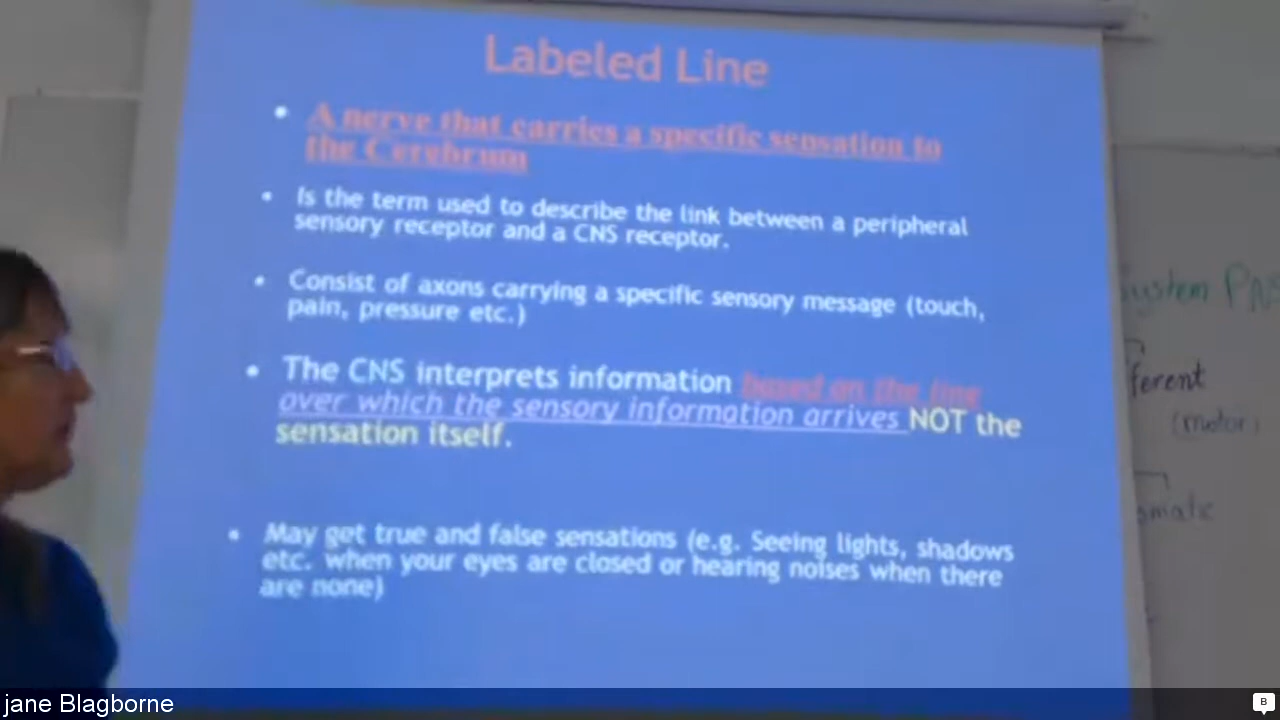 Labeled Line
• A nerve that carries a specific sensation to
the Cerebrum
• Is the term used to describe the link between a peripheral
sensory receptor and a CNS receptor.
• Consist of axons carrying a specific sensory message (touch,
pain, pressure etc.)
• The CNS interprets information based on the line
over which the sensory information arrives NOT the
sensation itself.
• May get true and false sensations (e.g. Seeing lights, shadows
etc. when your eyes are closed or hearing noises when there
are none)
ystem PNS
ferent
(motor)
omatic
jane Blagborne
B